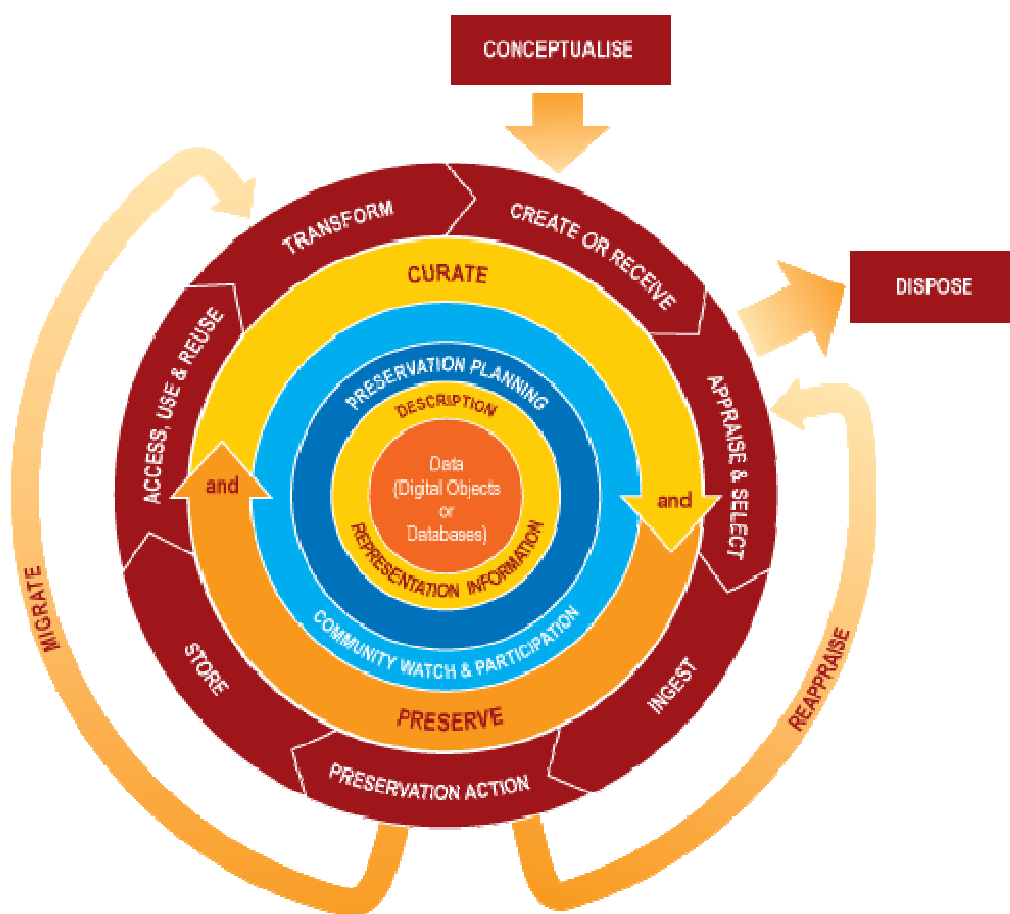 CONCEPTUALISE
TRANSFORM
CREATE OR RECEIVE
DISPOSE
CURATE
ACCESS, USE & REUSE
APPRAISE & SELECT
PRESERVATION PLANNING
DESCRIPTION
Data
(Digital Objects
or
Databases)
and
and
REPRESENTATION INFORMATION
COMMUNITY WATCH & PARTICIPATION
MIGRATE
STORE
PRESERVE
INGEST
REAPPRAISE
PRESERVATION ACTION